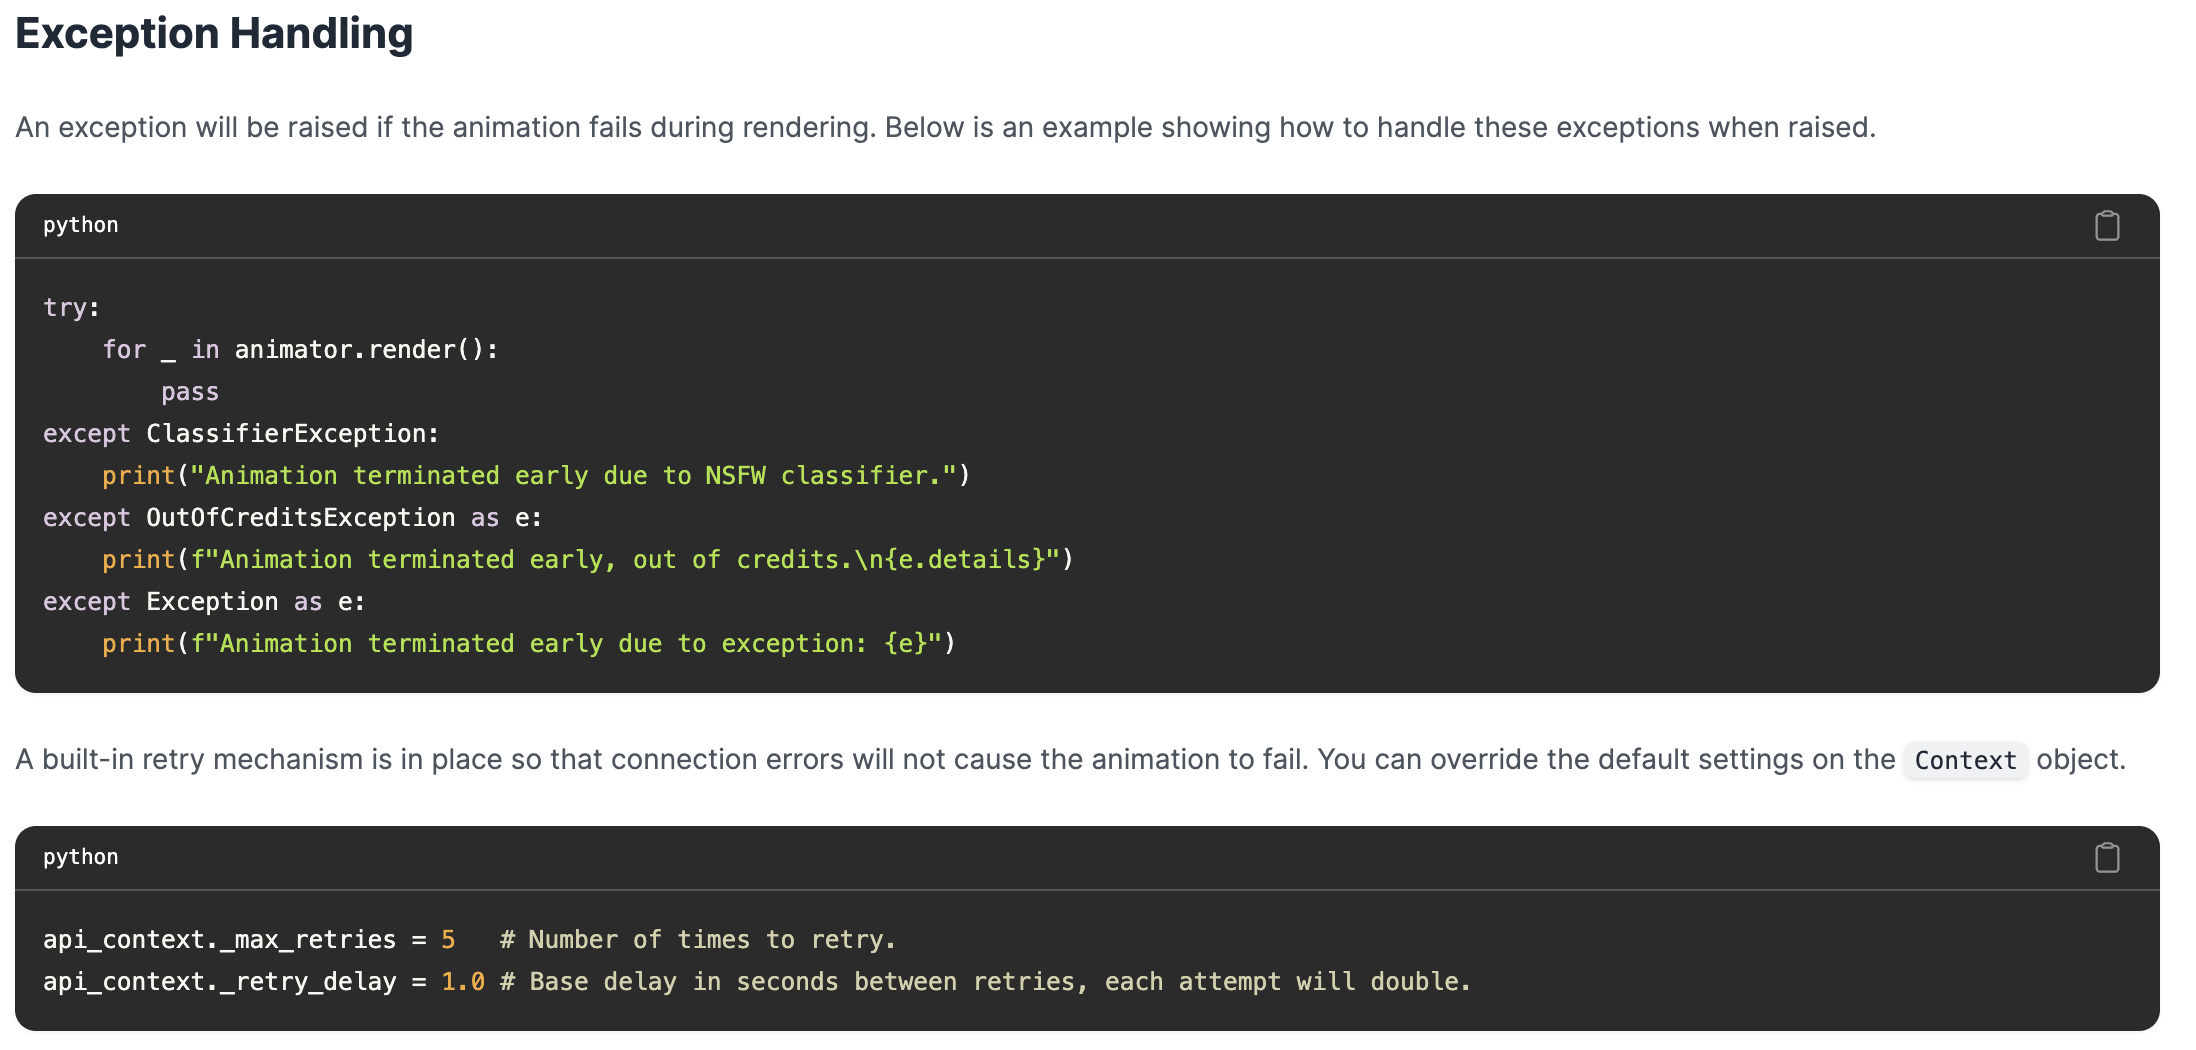 Exception Handling
An exception will be raised if the animation fails during rendering. Below is an example showing how to handle these exceptions when raised.
python
try:
    for _ in animator.render():
        pass
except ClassifierException:
    print("Animation terminated early due to NSFW classifier.")
except OutOfCreditsException as e:
    print(f"Animation terminated early, out of credits.\n{e.details}")
except Exception as e:
    print(f"Animation terminated early due to exception: {e}")
A built-in retry mechanism is in place so that connection errors will not cause the animation to fail. You can override the default settings on the Context object.
python
api_context._max_retries = 5   # Number of times to retry.
api_context._retry_delay = 1.0 # Base delay in seconds between retries, each attempt will double.